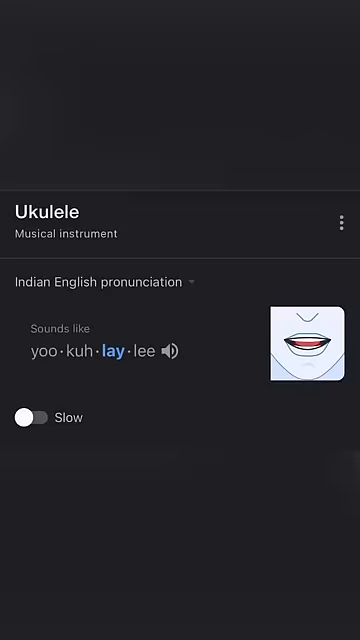 Ukulele
Musical instrument
Indian English pronunciation
Sounds like
yoo·kuh·lay·lee
Slow